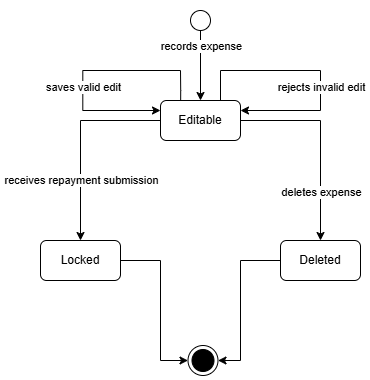 records expense
saves valid edit
rejects invalid edit
Editable
receives repayment submission
deletes expense
Locked
Deleted